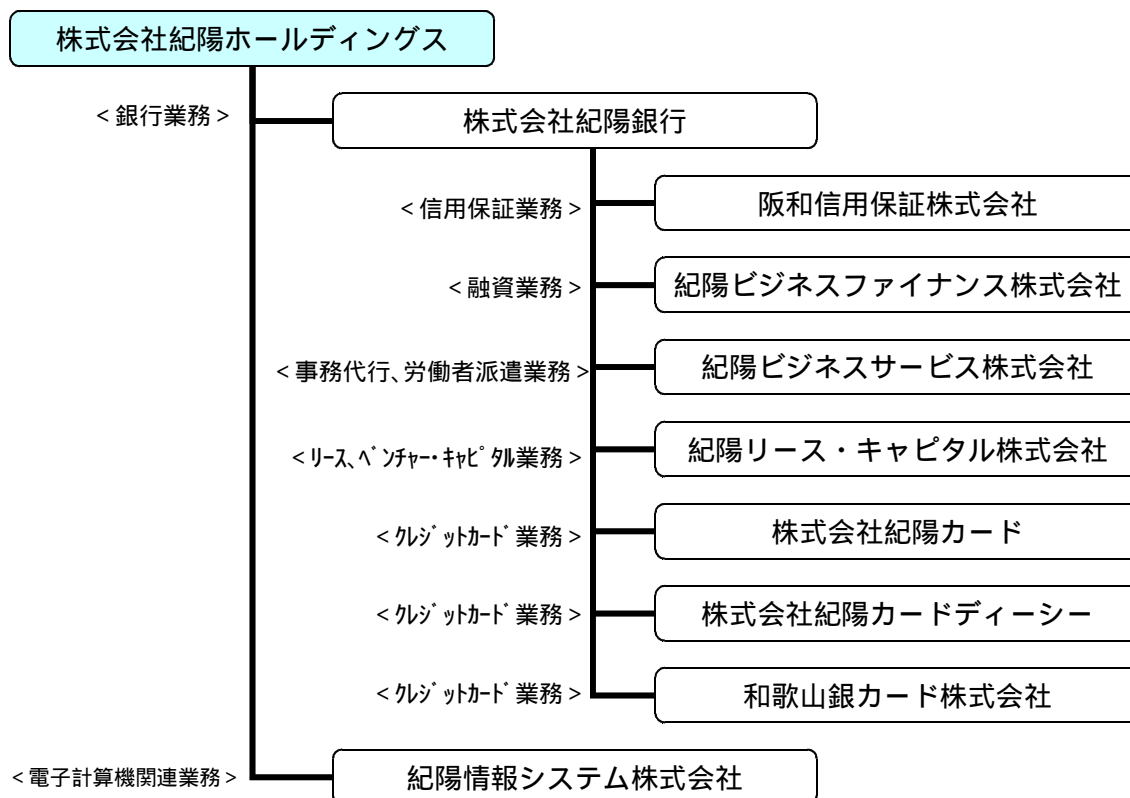 株式会社紀陽ホールディングス
<銀行業務>
株式会社紀陽銀行
<信用保証業務>
阪和信用保証株式会社
<融資業務>
紀陽ビジネスファイナンス株式会社
<事務代行、労働者派遣業務>
紀陽ビジネスサービス株式会社
<ﾘｰｽ、ﾍﾞﾝﾁｬｰ・ｷｬﾋﾟﾀﾙ業務>
紀陽リース・キャピタル株式会社
<ｸﾚｼﾞｯﾄｶｰﾄﾞ業務>
株式会社紀陽カード
<ｸﾚｼﾞｯﾄｶｰﾄﾞ業務>
株式会社紀陽カードディーシー
<ｸﾚｼﾞｯﾄｶｰﾄﾞ業務>
和歌山銀カード株式会社
<電子計算機関連業務>
紀陽情報システム株式会社